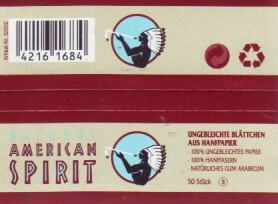 Artikel-Nr. 32002
4216 1684
NATURAL
AMERICAN
SPIRIT
UNGEBLEICHTE BLÄTTCHEN
AUS HANFPAPIER
- 100% UNGEBLEICHTES PAPIER
- 100% HANFFASERN
- NATÜRLICHES GUM ARABICUM
50 Stück